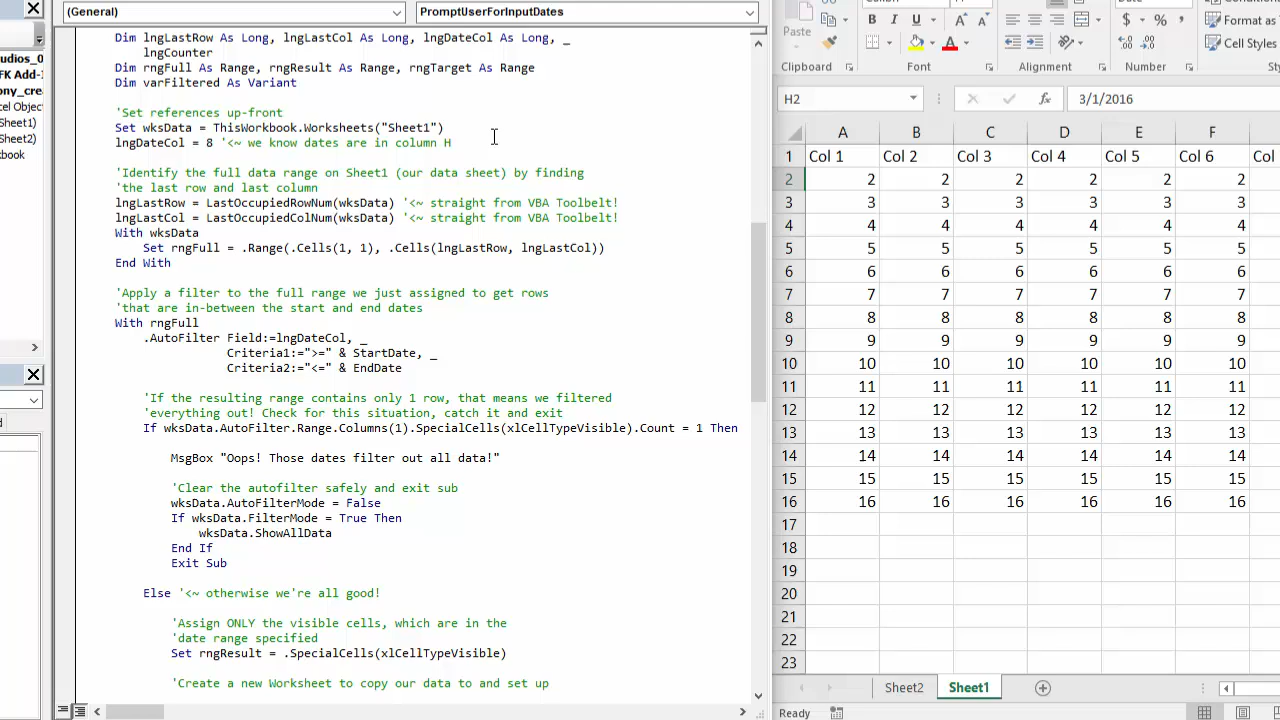 (General)
PromptUserForInputDates
Dim lngLastRow As Long, lngLastCol As Long, lngDateCol As Long, _
lngCounter
Dim rngFull As Range, rngResult As Range, rngTarget As Range
Dim varFiltered As Variant
'Set references up-front
Set wksData = ThisWorkbook.Worksheets("Sheet1")
lngDateCol = 8 '<~ we know dates are in column H
'Identify the full data range on Sheet1 (our data sheet) by finding
'the last row and last column
lngLastRow = LastOccupiedRowNum(wksData) '<~ straight from VBA Toolbelt!
lngLastCol = LastOccupiedColNum(wksData) '<~ straight from VBA Toolbelt!
With wksData
Set rngFull = .Range(.Cells(1, 1), .Cells(lngLastRow, lngLastCol))
End With
'Apply a filter to the full range we just assigned to get rows
'that are in-between the start and end dates
With rngFull
.AutoFilter Field:=lngDateCol, _
Criteria1:=">=" & StartDate, _
Criteria2:="<=" & EndDate
'If the resulting range contains only 1 row, that means we filtered
'everything out! Check for this situation, catch it and exit
If wksData.AutoFilter.Range.Columns(1).SpecialCells(xlCellTypeVisible).Count = 1 Then
MsgBox "Oops! Those dates filter out all data!"
'Clear the autofilter safely and exit sub
wksData.AutoFilterMode = False
If wksData.FilterMode = True Then
wksData.ShowAllData
End If
Exit Sub
Else '<~ otherwise we're all good!
'Assign ONLY the visible cells, which are in the
'date range specified
Set rngResult = .SpecialCells(xlCellTypeVisible)
'Create a new Worksheet to copy our data to and set up
udios_0
FK Add-I
ony_crea
cel Objec
Sheet1)
Sheet2)
book
Paste
B I U
$ % 9
Format as
Cell Styles
Clipboard
Font
Alignment
Number
H2
fx
3/1/2016
A B C D E F
1 Col 1 Col 2 Col 3 Col 4 Col 5 Col 6 Col
2 2 2 2 2 2 2
3 3 3 3 3 3 3
4 4 4 4 4 4 4
5 5 5 5 5 5 5
6 6 6 6 6 6 6
7 7 7 7 7 7 7
8 8 8 8 8 8 8
9 9 9 9 9 9 9
10 10 10 10 10 10 10
11 11 11 11 11 11 11
12 12 12 12 12 12 12
13 13 13 13 13 13 13
14 14 14 14 14 14 14
15 15 15 15 15 15 15
16 16 16 16 16 16 16
17
18
19
20
21
22
23
Sheet2
Sheet1
Ready